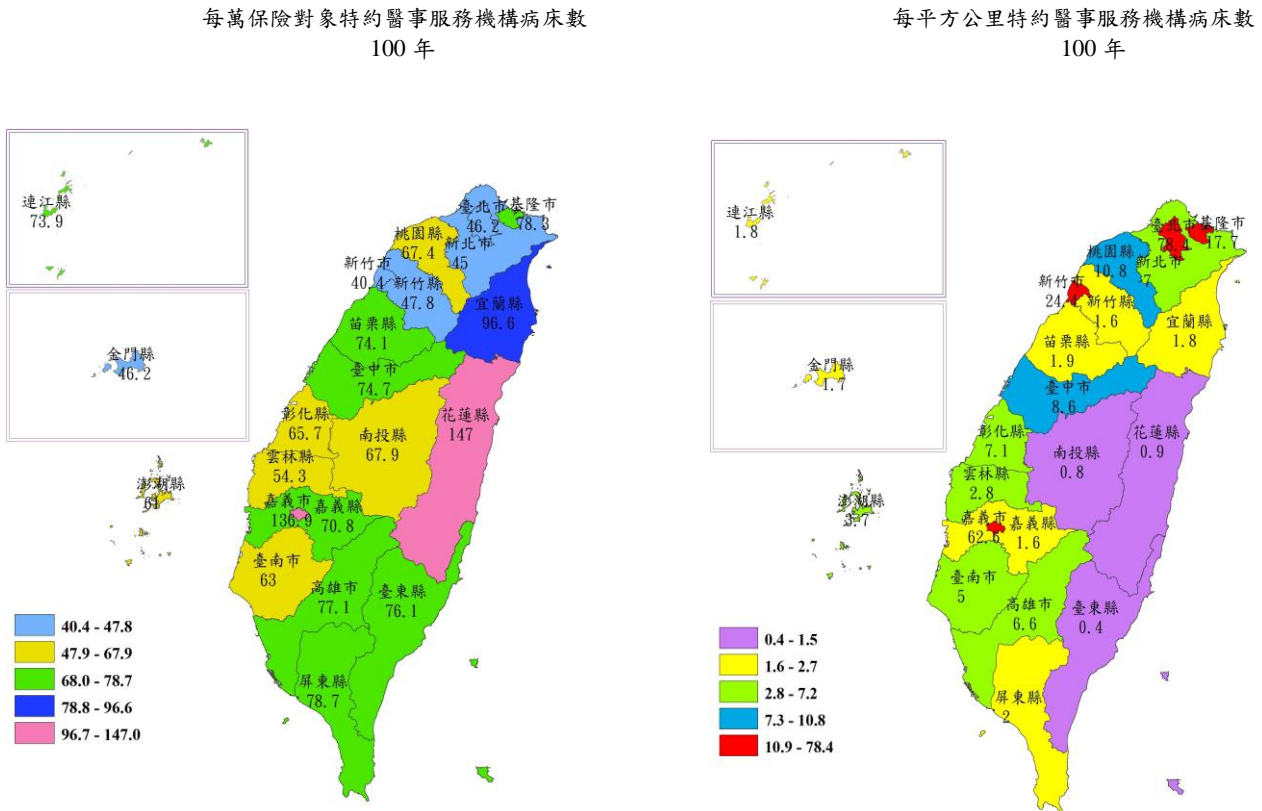 每萬保險對象特約醫事服務機構病床數
100 年
連江縣
73.9
臺北市
46.2
基隆市
78.3
桃園縣
67.4
新北市
45
新竹市
40.4
新竹縣
47.8
宜蘭縣
96.6
苗栗縣
74.1
金門縣
46.2
臺中市
74.7
彰化縣
65.7
南投縣
67.9
花蓮縣
147
雲林縣
54.3
澎湖縣
61
嘉義市
136.9
嘉義縣
70.8
臺南市
63
高雄市
77.1
臺東縣
76.1
屏東縣
78.7
40.4 - 47.8
47.9 - 67.9
68.0 - 78.7
78.8 - 96.6
96.7 - 147.0
每平方公里特約醫事服務機構病床數
100 年
連江縣
1.8
臺北市
78.4
基隆市
17.7
桃園縣
10.8
新北市
7
新竹市
24.4
新竹縣
1.6
宜蘭縣
1.8
苗栗縣
1.9
金門縣
1.7
臺中市
8.6
彰化縣
7.1
南投縣
0.8
花蓮縣
0.9
雲林縣
2.8
澎湖縣
3.7
嘉義市
62.6
嘉義縣
1.6
臺南市
5
高雄市
6.6
臺東縣
0.4
屏東縣
2
0.4 - 1.5
1.6 - 2.7
2.8 - 7.2
7.3 - 10.8
10.9 - 78.4